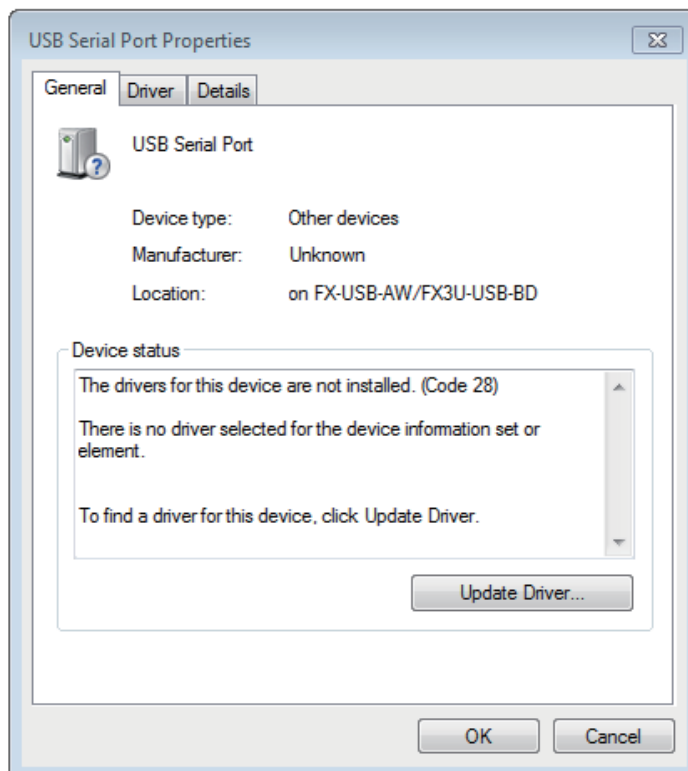 USB Serial Port Properties
General Driver Details
USB Serial Port
Device type: Other devices
Manufacturer: Unknown
Location: on FX-USB-AW/FX3U-USB-BD
Device status
The drivers for this device are not installed. (Code 28)
There is no driver selected for the device information set or
element.
To find a driver for this device, click Update Driver.
Update Driver...
OK Cancel